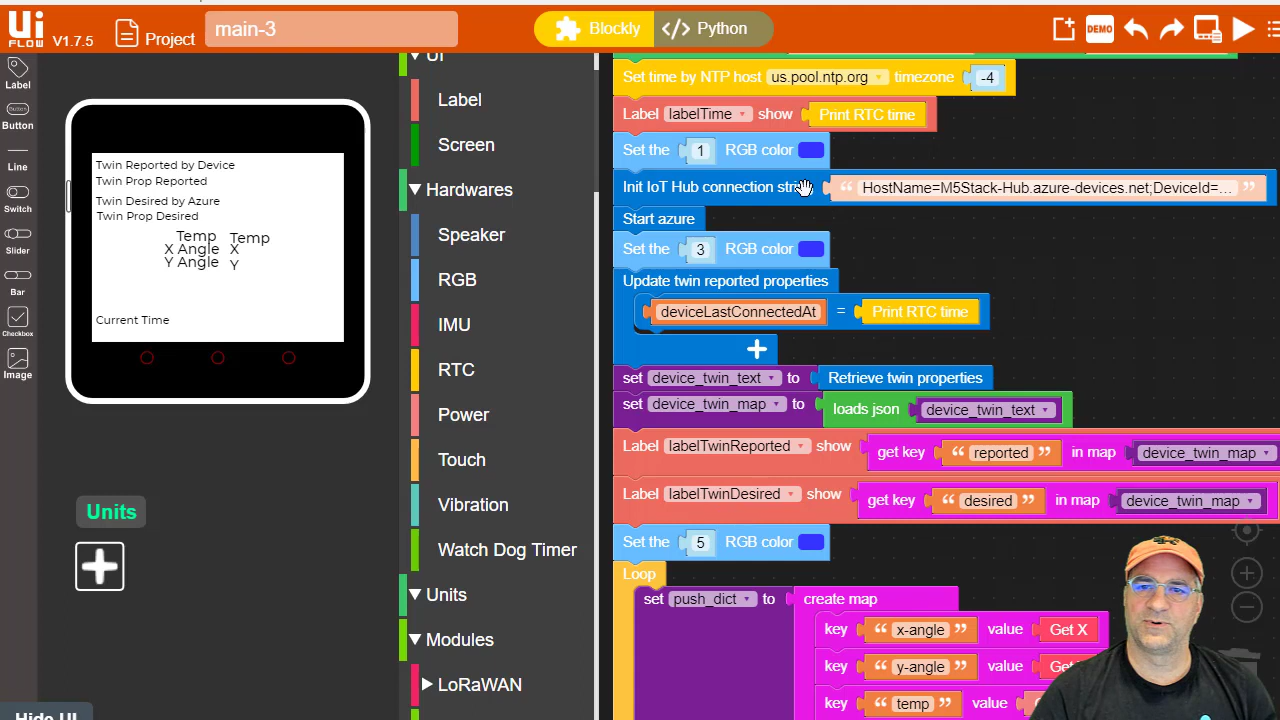 Ui FLOW V1.7.5 Project main-3 Blockly </> Python DEMO
Label
Button
Button
Line
Switch
Slider
Bar
Checkbox
Image
Twin Reported by Device
Twin Prop Reported
Twin Desired by Azure
Twin Prop Desired
Temp Temp
X Angle X
Y Angle Y
Current Time
Units
Hide UI
UI
Label
Screen
Hardwares
Speaker
RGB
IMU
RTC
Power
Touch
Vibration
Watch Dog Timer
Units
Modules
LoRaWAN
Set time by NTP host us.pool.ntp.org timezone -4
Label labelTime show Print RTC time
Set the 1 RGB color
Init IoT Hub connection “ HostName=M5Stack-Hub.azure-devices.net;DeviceId=... ”
Start azure
Set the 3 RGB color
Update twin reported properties
deviceLastConnectedAt = Print RTC time
set device_twin_text to Retrieve twin properties
set device_twin_map to loads json device_twin_text
Label labelTwinReported show get key “ reported ” in map device_twin_map
Label labelTwinDesired show get key “ desired ” in map device_twin_map
Set the 5 RGB color
Loop
set push_dict to create map
key “ x-angle ” value Get X
key “ y-angle ” value Get
key “ temp ” value